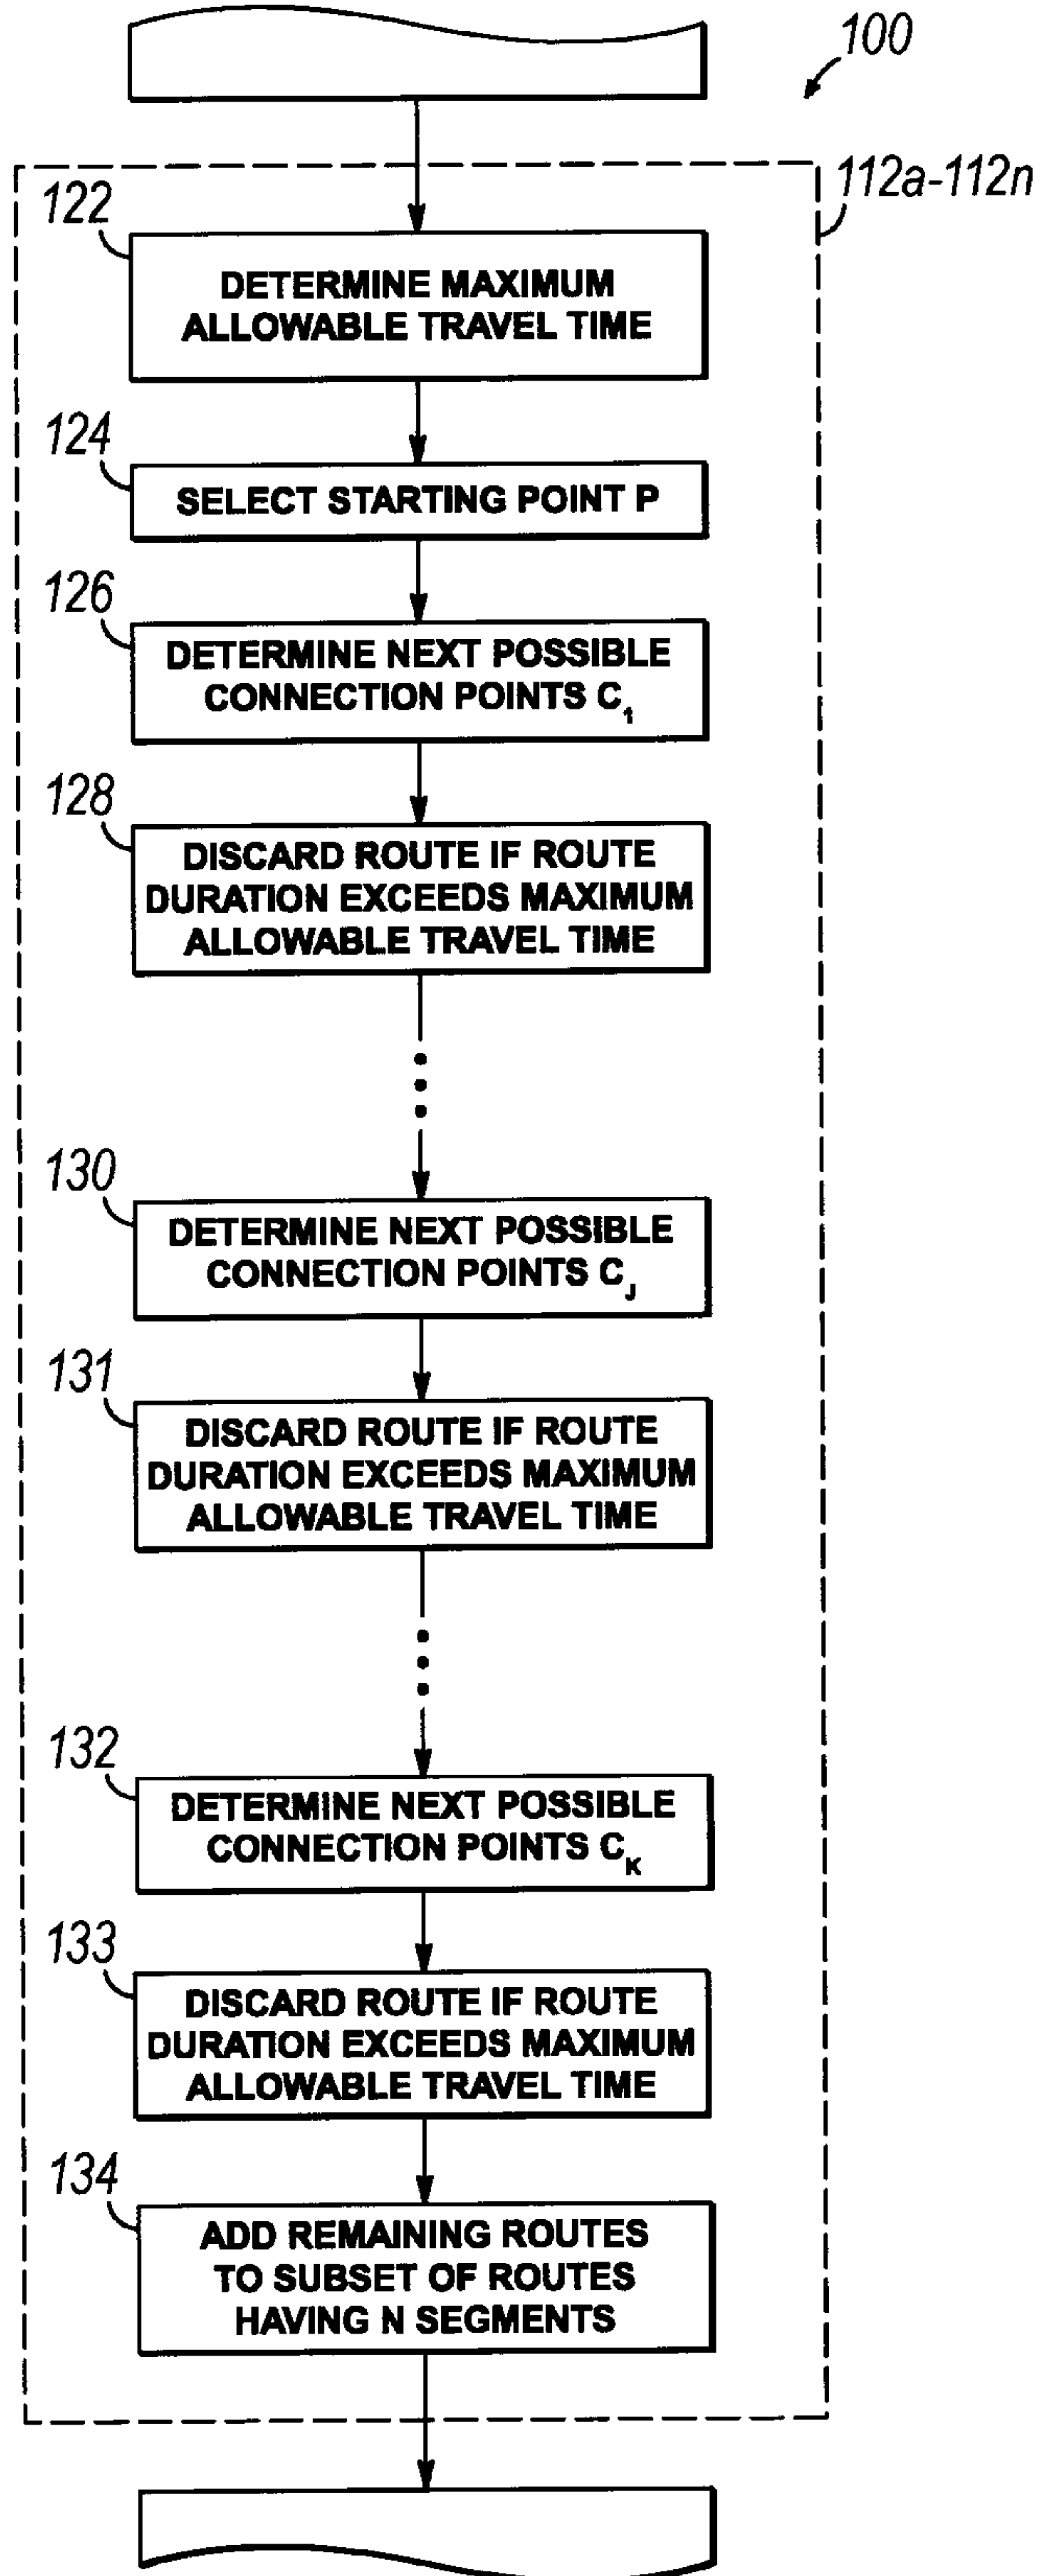 100
112a-112n
122
DETERMINE MAXIMUM
ALLOWABLE TRAVEL TIME
124
SELECT STARTING POINT P
126
DETERMINE NEXT POSSIBLE
CONNECTION POINTS C₁
128
DISCARD ROUTE IF ROUTE
DURATION EXCEEDS MAXIMUM
ALLOWABLE TRAVEL TIME
130
DETERMINE NEXT POSSIBLE
CONNECTION POINTS C_J
131
DISCARD ROUTE IF ROUTE
DURATION EXCEEDS MAXIMUM
ALLOWABLE TRAVEL TIME
132
DETERMINE NEXT POSSIBLE
CONNECTION POINTS C_K
133
DISCARD ROUTE IF ROUTE
DURATION EXCEEDS MAXIMUM
ALLOWABLE TRAVEL TIME
134
ADD REMAINING ROUTES
TO SUBSET OF ROUTES
HAVING N SEGMENTS